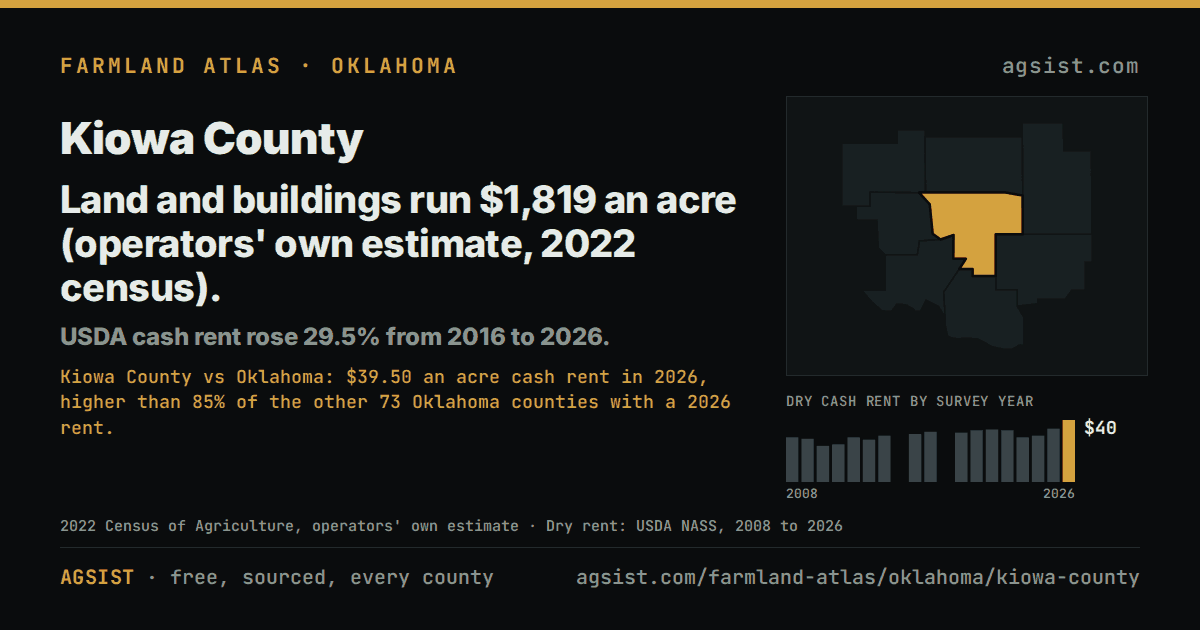 FARMLAND ATLAS · OKLAHOMA
agsist.com
Kiowa County
Land and buildings run $1,819 an acre
(operators' own estimate, 2022
census).
USDA cash rent rose 29.5% from 2016 to 2026.
Kiowa County vs Oklahoma: $39.50 an acre cash rent in 2026,
higher than 85% of the other 73 Oklahoma counties with a 2026
rent.
DRY CASH RENT BY SURVEY YEAR
$40
2008
2026
2022 Census of Agriculture, operators' own estimate · Dry rent: USDA NASS, 2008 to 2026
AGSIST · free, sourced, every county
agsist.com/farmland-atlas/oklahoma/kiowa-county